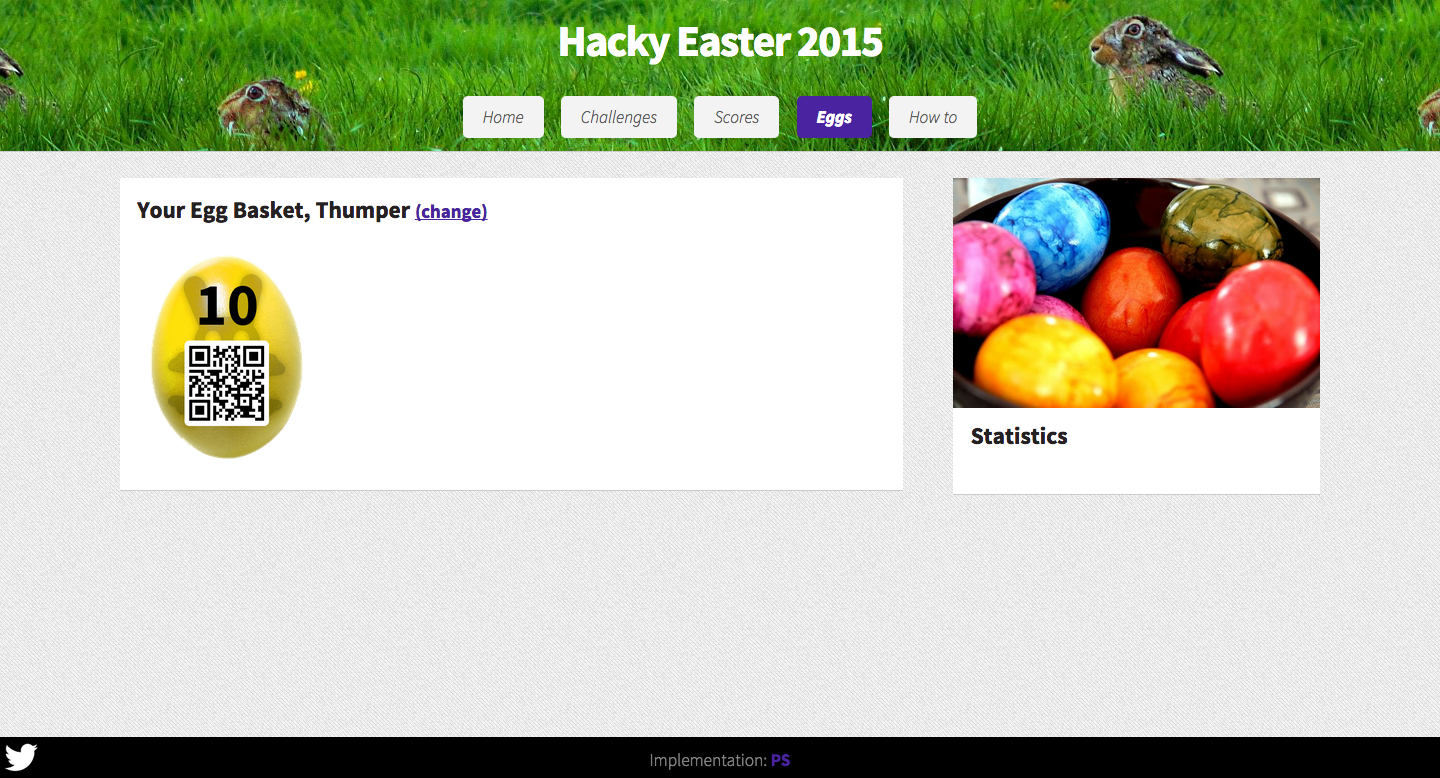 Hacky Easter 2015
Home Challenges Scores Eggs How to
Your Egg Basket, Thumper (change)
10
Statistics
Implementation: PS